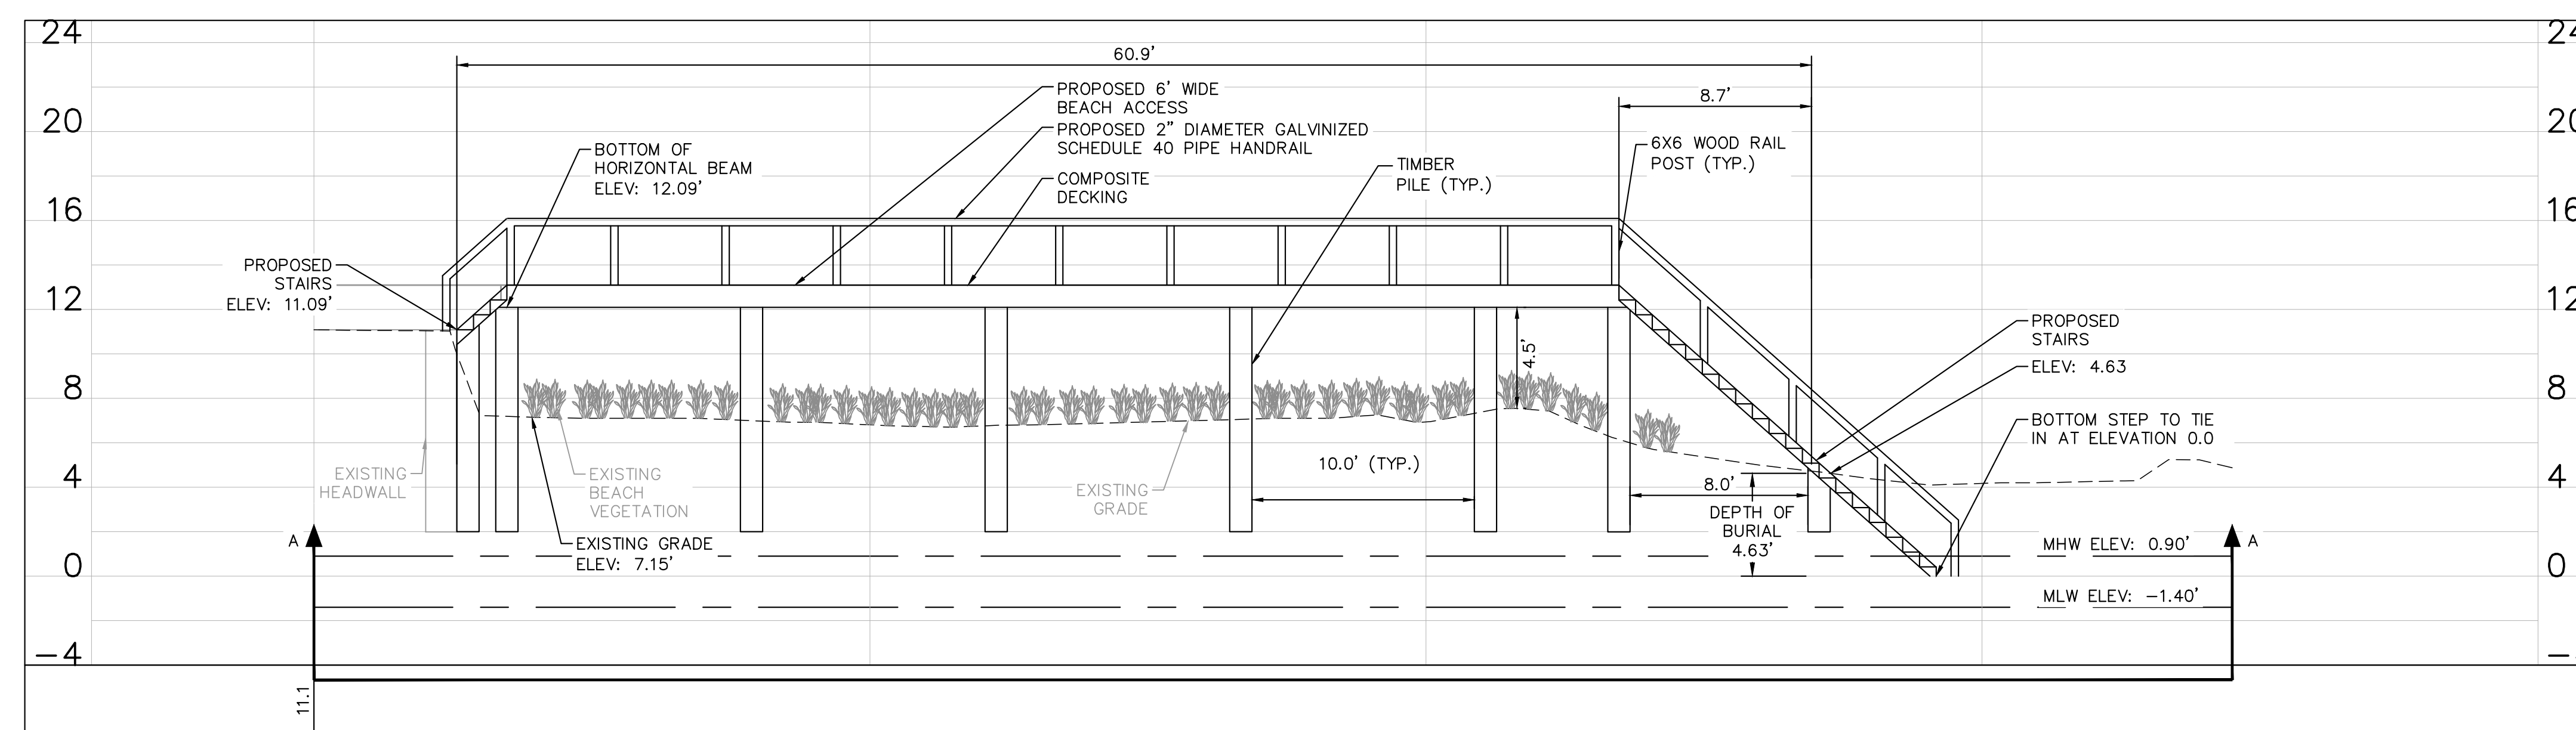 24
24
60.9'
PROPOSED 6' WIDE
BEACH ACCESS
8.7'
20
20
PROPOSED 2" DIAMETER GALVINIZED
SCHEDULE 40 PIPE HANDRAIL
BOTTOM OF
HORIZONTAL BEAM
ELEV: 12.09'
6X6 WOOD RAIL
POST (TYP.)
TIMBER
PILE (TYP.)
COMPOSITE
DECKING
16
16
PROPOSED
STAIRS
ELEV: 11.09'
12
12
PROPOSED
STAIRS
4.5'
ELEV: 4.63
8
8
BOTTOM STEP TO TIE
IN AT ELEVATION 0.0
10.0' (TYP.)
EXISTING
HEADWALL
EXISTING
BEACH
VEGETATION
EXISTING
GRADE
4
4
8.0'
DEPTH OF
BURIAL
4.63'
A
A
EXISTING GRADE
ELEV: 7.15'
MHW ELEV: 0.90'
0
0
MLW ELEV: -1.40'
-4
11.1